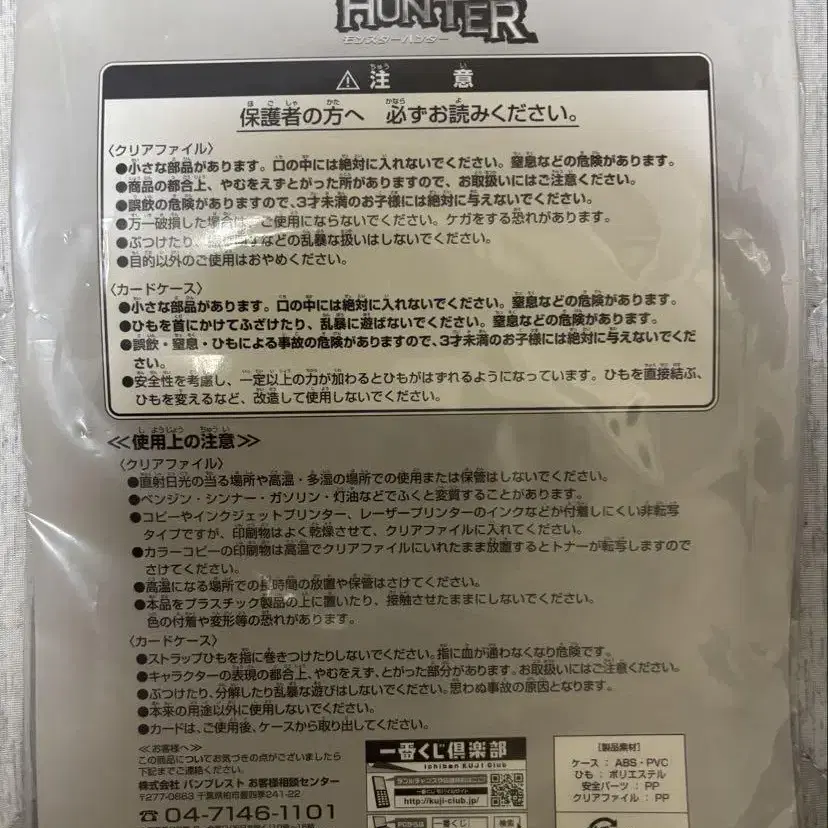 HUNTER
モンスターハンター
⚠注 意
保護者の方へ 必ずお読みください。
〈クリアファイル〉
●小さな部品があります。口の中には絶対に入れないでください。窒息などの危険があります。
●商品の都合上、やむをえずとがった所がありますので、お取扱いにはご注意ください。
●誤飲の危険がありますので、3才未満のお子様には絶対に与えないでください。
●万一破損した場合は、ご使用にならないでください。ケガをする恐れがあります。
●ぶつけたり、などの乱暴な扱いはしないでください。
●目的以外のご使用はおやめください。
〈カードケース〉
●小さな部品があります。口の中には絶対に入れないでください。窒息などの危険があります。
●ひもを首にかけてふざけたり、乱暴に遊ばないでください。窒息などの危険があります。
●誤飲・窒息・ひもによる事故の危険がありますので、3才未満のお子様には絶対に与えないでくだ
さい。
●安全性を考慮し、一定以上の力が加わるとひもがはずれるようになっています。ひもを直接結ぶ、
ひもを変えるなど、改造して使用しないでください。
≪使用上の注意≫
〈クリアファイル〉
●直射日光の当る場所や高温・多湿の場所での使用または保管はしないでください。
●ベンジン・シンナー・ガソリン・灯油などでふくと変質することがあります。
●コピーやインクジェットプリンター、レーザープリンターのインクなどが付着しにくい非転写
タイプですが、印刷物はよく乾燥させて、クリアファイルに入れてください。
●カラーコピーの印刷物は高温でクリアファイルにいれたまま放置するとトナーが転写しますので
さけてください。
●高温になる場所での長時間の放置や保管はさけてください。
●本品をプラスチック製品の上に置いたり、接触させたままにしないでください。
色の付着や変形等の恐れがあります。
〈カードケース〉
●ストラップひもを指に巻きつけたりしないでください。指に血が通わなくなり危険です。
●キャラクターの表現の都合上、やむをえず、とがった部分があります。お取扱いにはご注意ください。
●ぶつけたり、分解したり乱暴な遊びはしないでください。思わぬ事故の原因となります。
●本来の用途以外に使用しないでください。
●カードは、ご使用後、ケースから取り出してください。
≪お客様へ≫
この商品についてお気づきの点がございましたら
下記までご連絡ください。
株式会社 バンプレスト お客様相談センター
〒277-0863 千葉県柏市豊四季241-22
☎04-7146-1101
一番くじ倶楽部
Ichiban KUJI Club
http://kuji-club.jp/
PCからは 一番くじ 検索
[製品素材]
ケース：ABS・PVC
ひも：ポリエステル
安全パーツ：PP
クリアファイル：PP